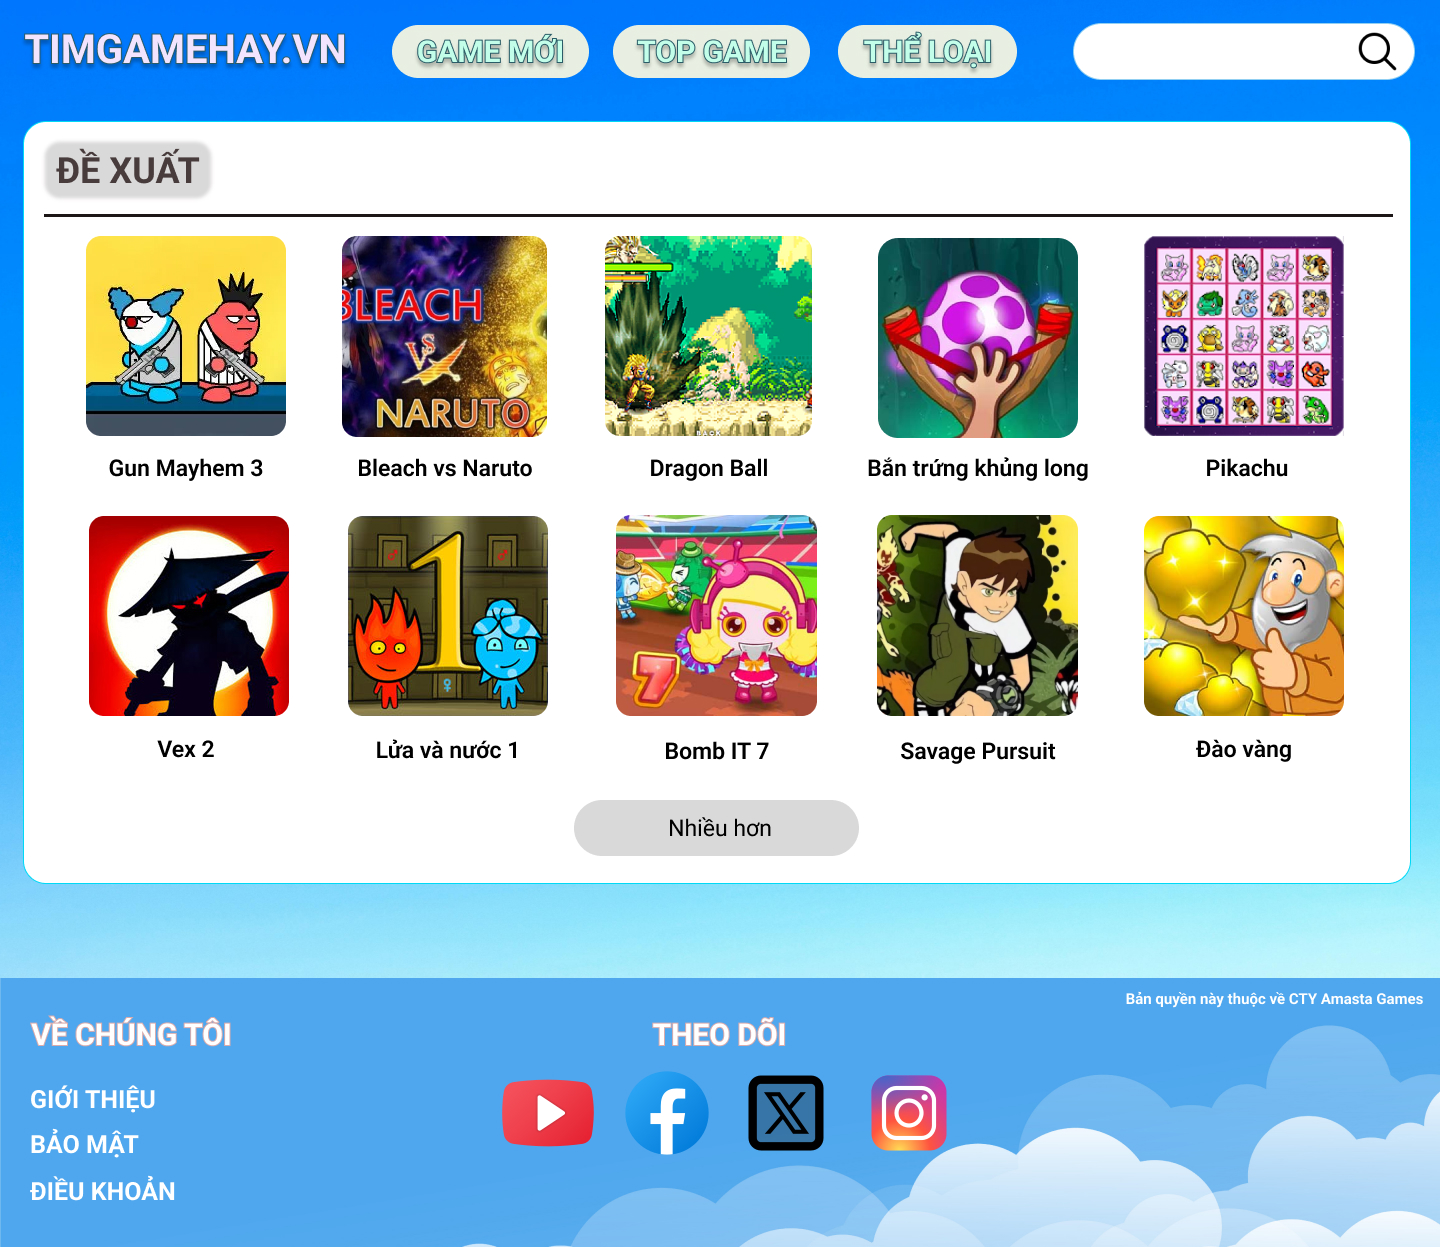 TIMGAMEHAY.VN
GAME MỚI
TOP GAME
THỂ LOẠI
ĐỀ XUẤT
BLEACH
VS
NARUTO
BACK
Gun Mayhem 3
Bleach vs Naruto
Dragon Ball
Bắn trứng khủng long
Pikachu
1
7
Vex 2
Lửa và nước 1
Bomb IT 7
Savage Pursuit
Đào vàng
Nhiều hơn
Bản quyền này thuộc về CTY Amasta Games
VỀ CHÚNG TÔI
THEO DÕI
GIỚI THIỆU
BẢO MẬT
ĐIỀU KHOẢN